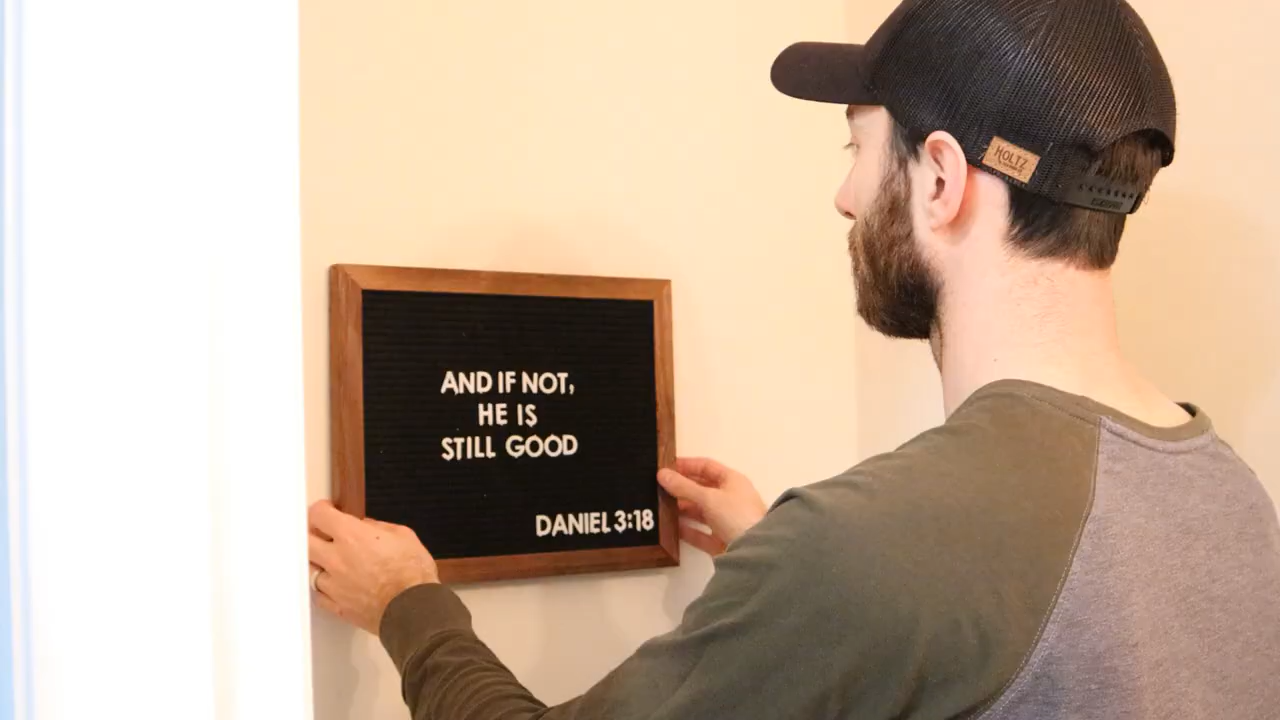 AND IF NOT,
HE IS
STILL GOOD
DANIEL 3:18
HOLTZ